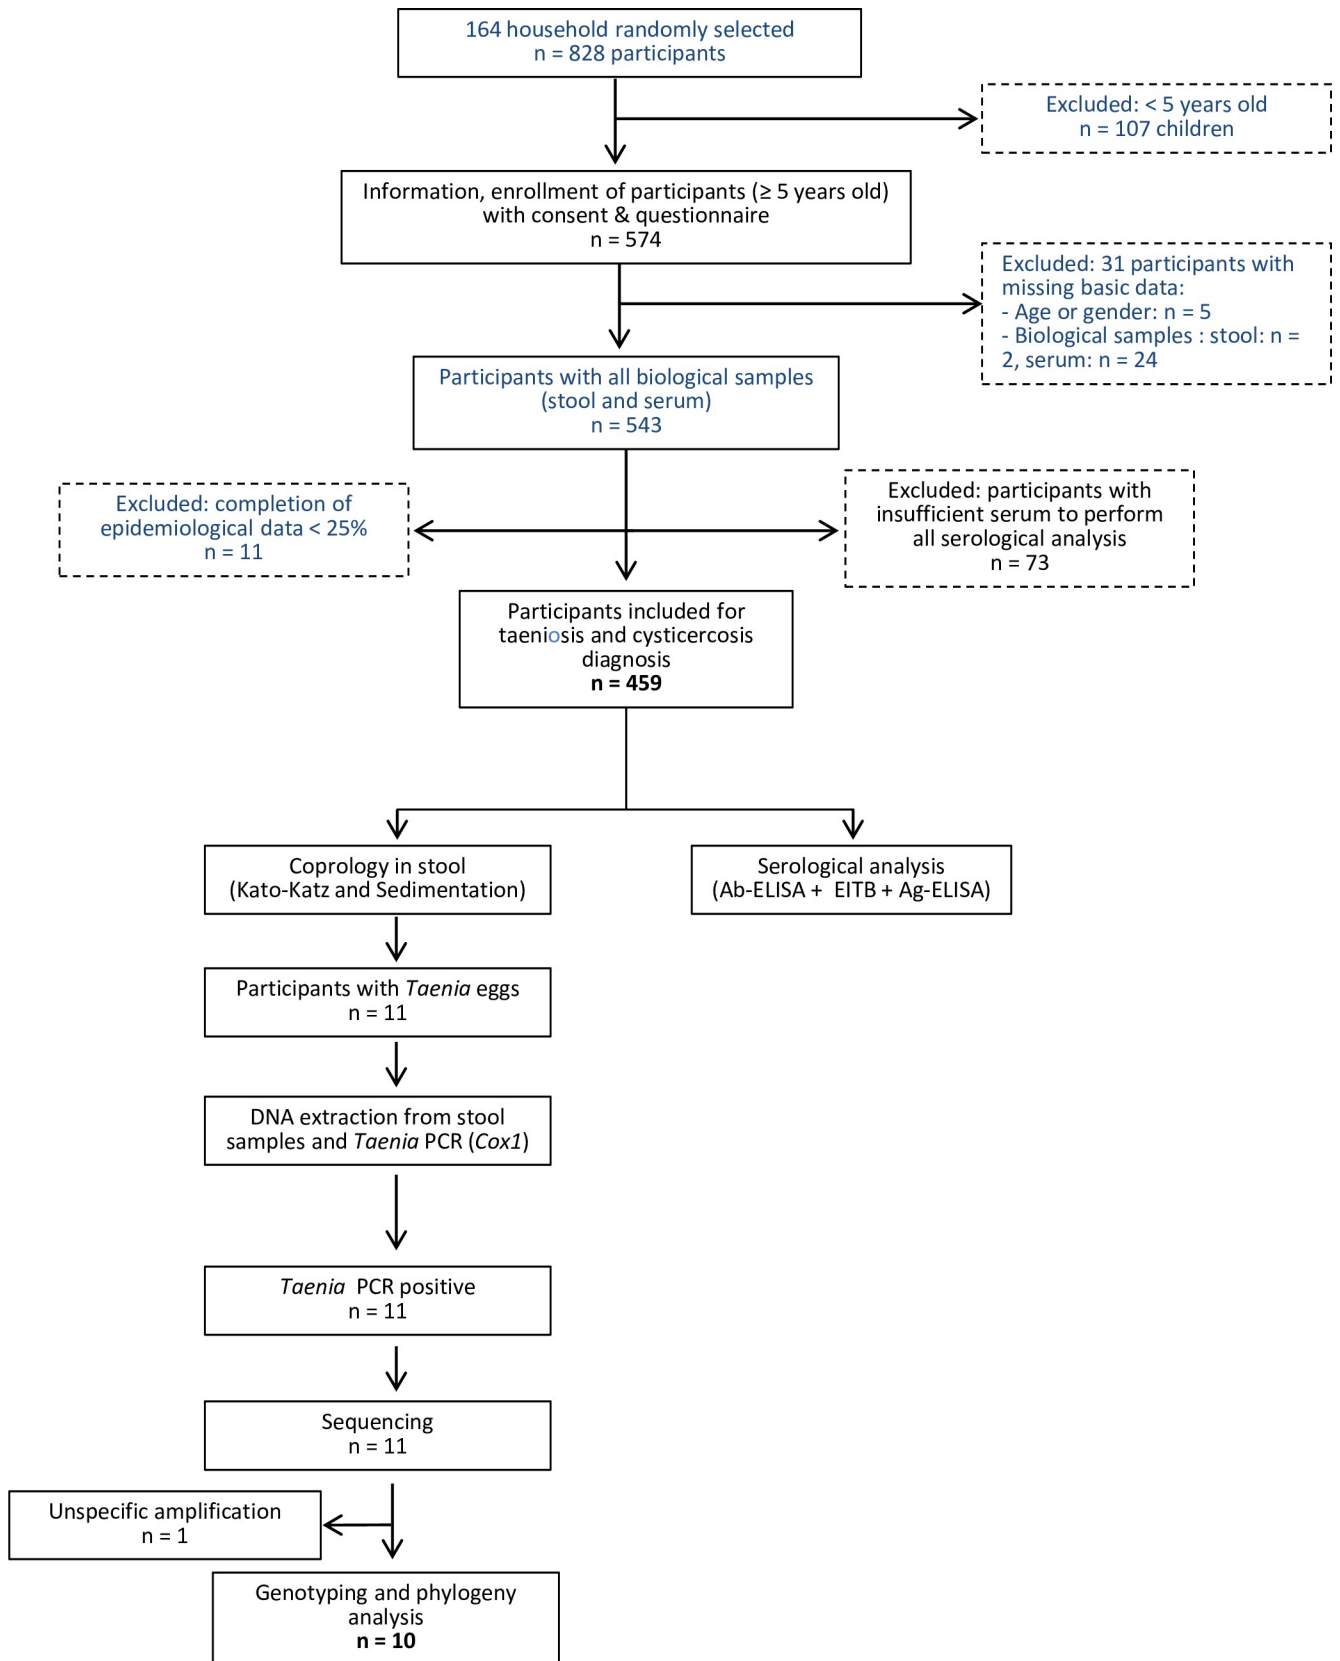 164 household randomly selected
n = 828 participants
Excluded: < 5 years old
n = 107 children
Information, enrollment of participants (≥ 5 years old)
with consent & questionnaire
n = 574
Excluded: 31 participants with
missing basic data:
- Age or gender: n = 5
- Biological samples : stool: n =
2, serum: n = 24
Participants with all biological samples
(stool and serum)
n = 543
Excluded: completion of
epidemiological data < 25%
n = 11
Excluded: participants with
insufficient serum to perform
all serological analysis
n = 73
Participants included for
taeniosis and cysticercosis
diagnosis
n = 459
Coprology in stool
(Kato-Katz and Sedimentation)
Serological analysis
(Ab-ELISA + EITB + Ag-ELISA)
Participants with Taenia eggs
n = 11
DNA extraction from stool
samples and Taenia PCR (Cox1)
Taenia PCR positive
n = 11
Sequencing
n = 11
Unspecific amplification
n = 1
Genotyping and phylogeny
analysis
n = 10